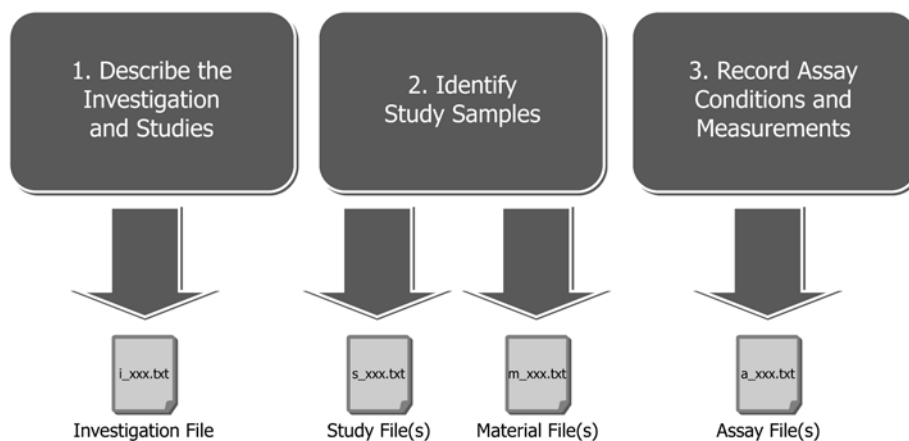 1. Describe the
Investigation
and Studies
2. Identify
Study Samples
3. Record Assay
Conditions and
Measurements
i_xxx.txt
s_xxx.txt
m_xxx.txt
a_xxx.txt
Investigation File
Study File(s)
Material File(s)
Assay File(s)